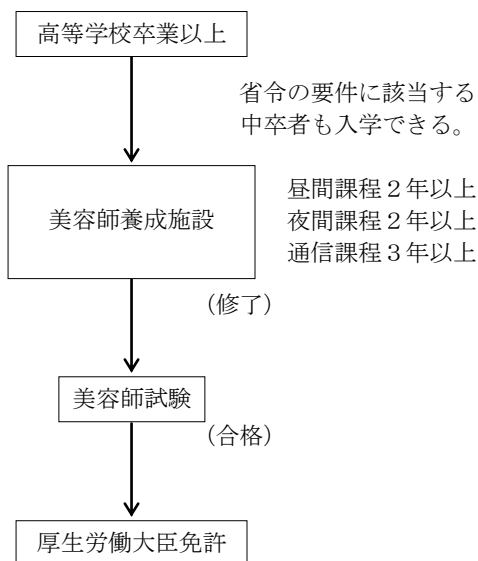 高等学校卒業以上
省令の要件に該当する
中卒者も入学できる。
美容師養成施設
昼間課程２年以上
夜間課程２年以上
通信課程３年以上
（修了）
美容師試験
（合格）
厚生労働大臣免許